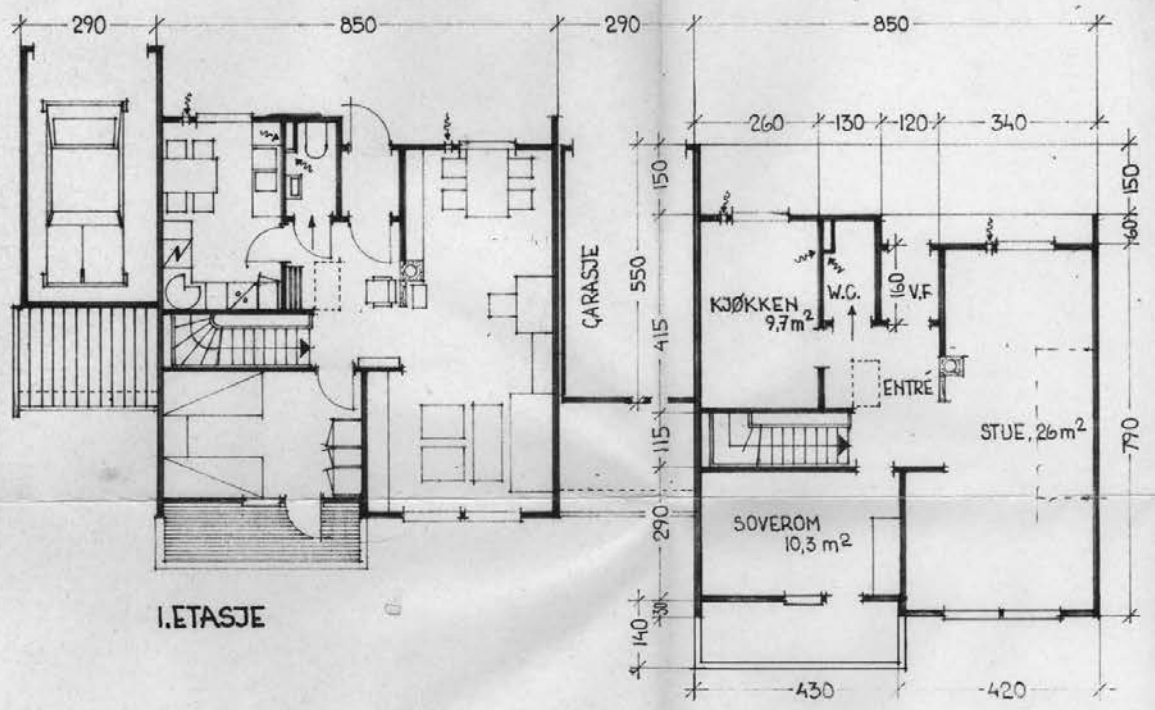 290
850
290
850
260
130
120
340
150
150
60
GARASJE
550
415
115
290
30
140
KJØKKEN
9,7 m²
W.C.
160
V.F
ENTRÉ
STUE, 26 m²
790
SOVEROM
10,3 m²
430
420
1. ETASJE